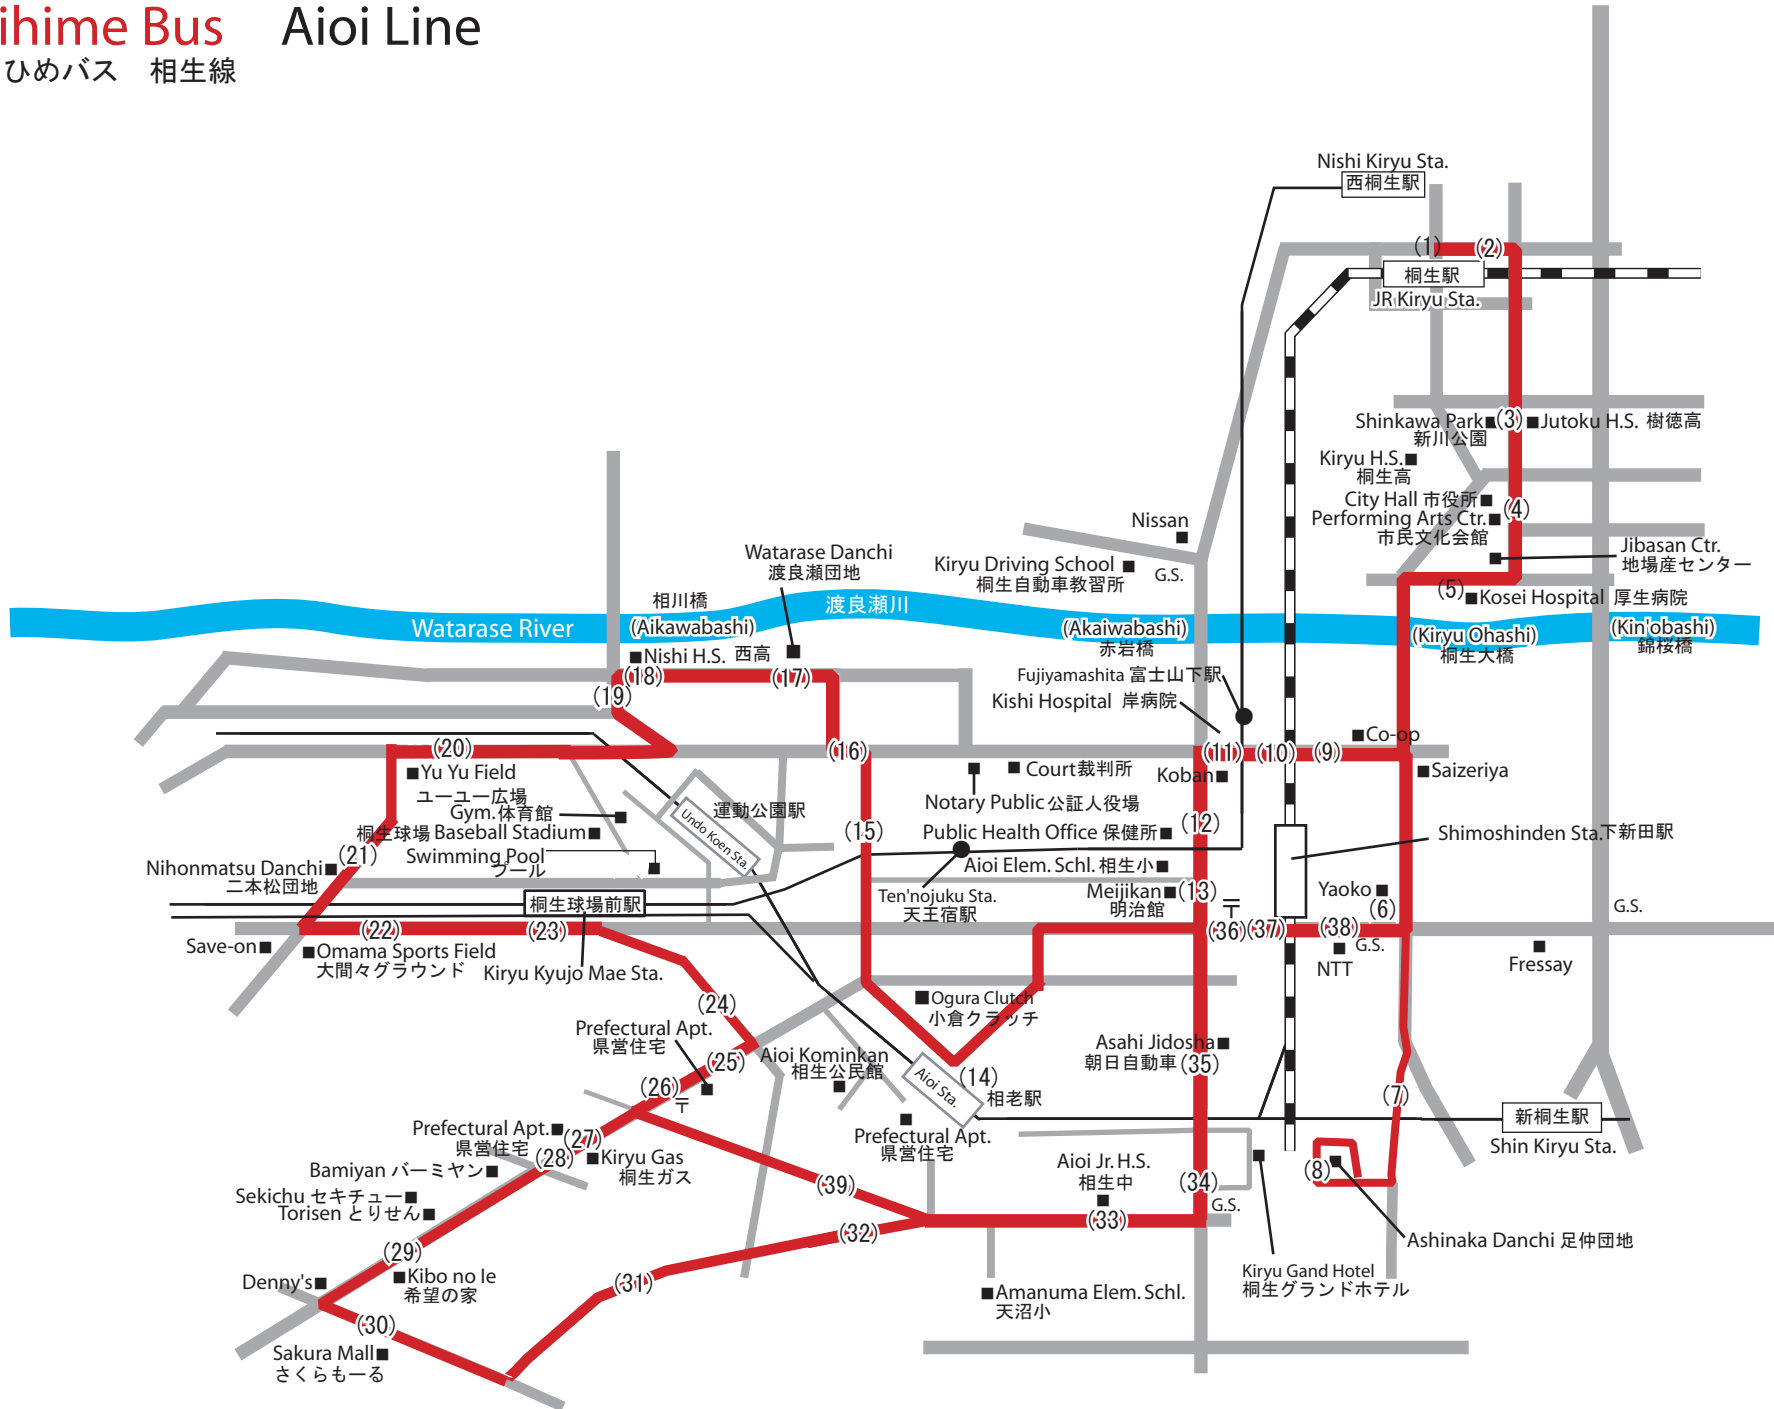 ihime Bus Aioi Line
ひめバス 相生線
Nishi Kiryu Sta.
西桐生駅
(1)
(2)
桐生駅
JR Kiryu Sta.
Shinkawa Park
(3)
Jutoku H.S. 樹徳高
新川公園
Kiryu H.S.
桐生高
City Hall 市役所
(4)
Performing Arts Ctr.
市民文化会館
Nissan
Jibasan Ctr.
地場産センター
Watarase Danchi
渡良瀬団地
Kiryu Driving School
桐生自動車教習所
G.S.
(5)
Kosei Hospital 厚生病院
相川橋
渡良瀬川
Watarase River
(Aikawabashi)
(Akaiwabashi)
赤岩橋
(Kiryu Ohashi)
桐生大橋
(Kin'obashi)
錦桜橋
Nishi H.S. 西高
(18)
(17)
Fujiyamashita 富士山下駅
(19)
Kishi Hospital 岸病院
(20)
(16)
(11)
(10)
(9)
Co-op
Yu Yu Field
ユーユー広場
Court裁判所
Koban
Saizeriya
Gym.体育館
運動公園駅
Notary Public 公証人役場
桐生球場 Baseball Stadium
Undo Koen Sta.
(15)
Public Health Office 保健所
(12)
Shimoshinden Sta.下新田駅
(21)
Swimming Pool
プール
Nihonmatsu Danchi
二本松団地
Aioi Elem. Schl. 相生小
桐生球場前駅
Ten'nojuku Sta.
天王宿駅
Meijikan
明治館
(13)
〒
Yaoko
(6)
G.S.
(22)
(23)
(36)
(37)
(38)
G.S.
Save-on
Omama Sports Field
大間々グラウンド
Kiryu Kyujo Mae Sta.
NTT
Fressay
(24)
Ogura Clutch
小倉クラッチ
Prefectural Apt.
県営住宅
(25)
Aioi Kominkan
相生公民館
Asahi Jidosha
朝日自動車
(35)
(26)
〒
Aioi Sta.
(14)
相老駅
(7)
新桐生駅
Shin Kiryu Sta.
Prefectural Apt.
県営住宅
(27)
(28)
Kiryu Gas
桐生ガス
Prefectural Apt.
県営住宅
Bamiyan バーミヤン
Aioi Jr. H.S.
相生中
(8)
Sekichu セキチュー
Torisen とりせん
(39)
(34)
G.S.
(33)
(32)
(29)
Ashinaka Danchi 足仲団地
Denny's
Kibo no Ie
希望の家
(31)
Kiryu Gand Hotel
桐生グランドホテル
Amanuma Elem. Schl.
天沼小
(30)
Sakura Mall
さくらもーる